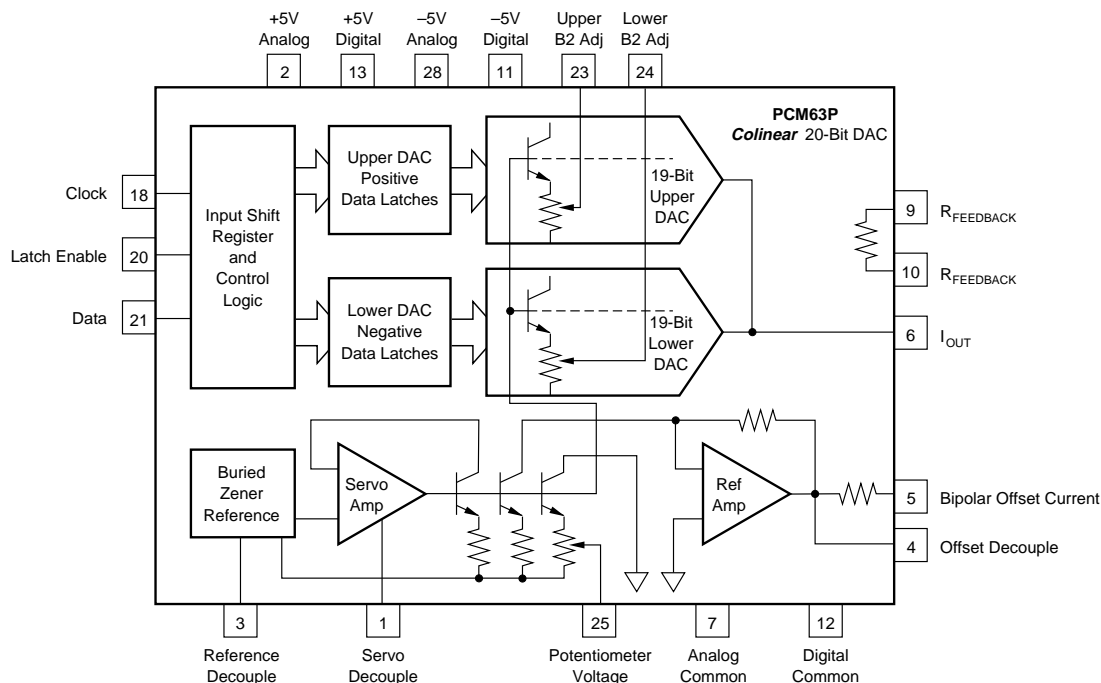 +5V
Analog
+5V
Digital
–5V
Analog
–5V
Digital
Upper
B2 Adj
Lower
B2 Adj
2
13
28
11
23
24
PCM63P
Colinear 20-Bit DAC
Clock
18
Latch Enable
20
Data
21
Input Shift
Register
and
Control
Logic
Upper DAC
Positive
Data Latches
19-Bit
Upper
DAC
Lower DAC
Negative
Data Latches
19-Bit
Lower
DAC
9
RFEEDBACK
10
RFEEDBACK
6
IOUT
Buried
Zener
Reference
Servo
Amp
Ref
Amp
5
Bipolar Offset Current
4
Offset Decouple
3
1
25
7
12
Reference
Decouple
Servo
Decouple
Potentiometer
Voltage
Analog
Common
Digital
Common